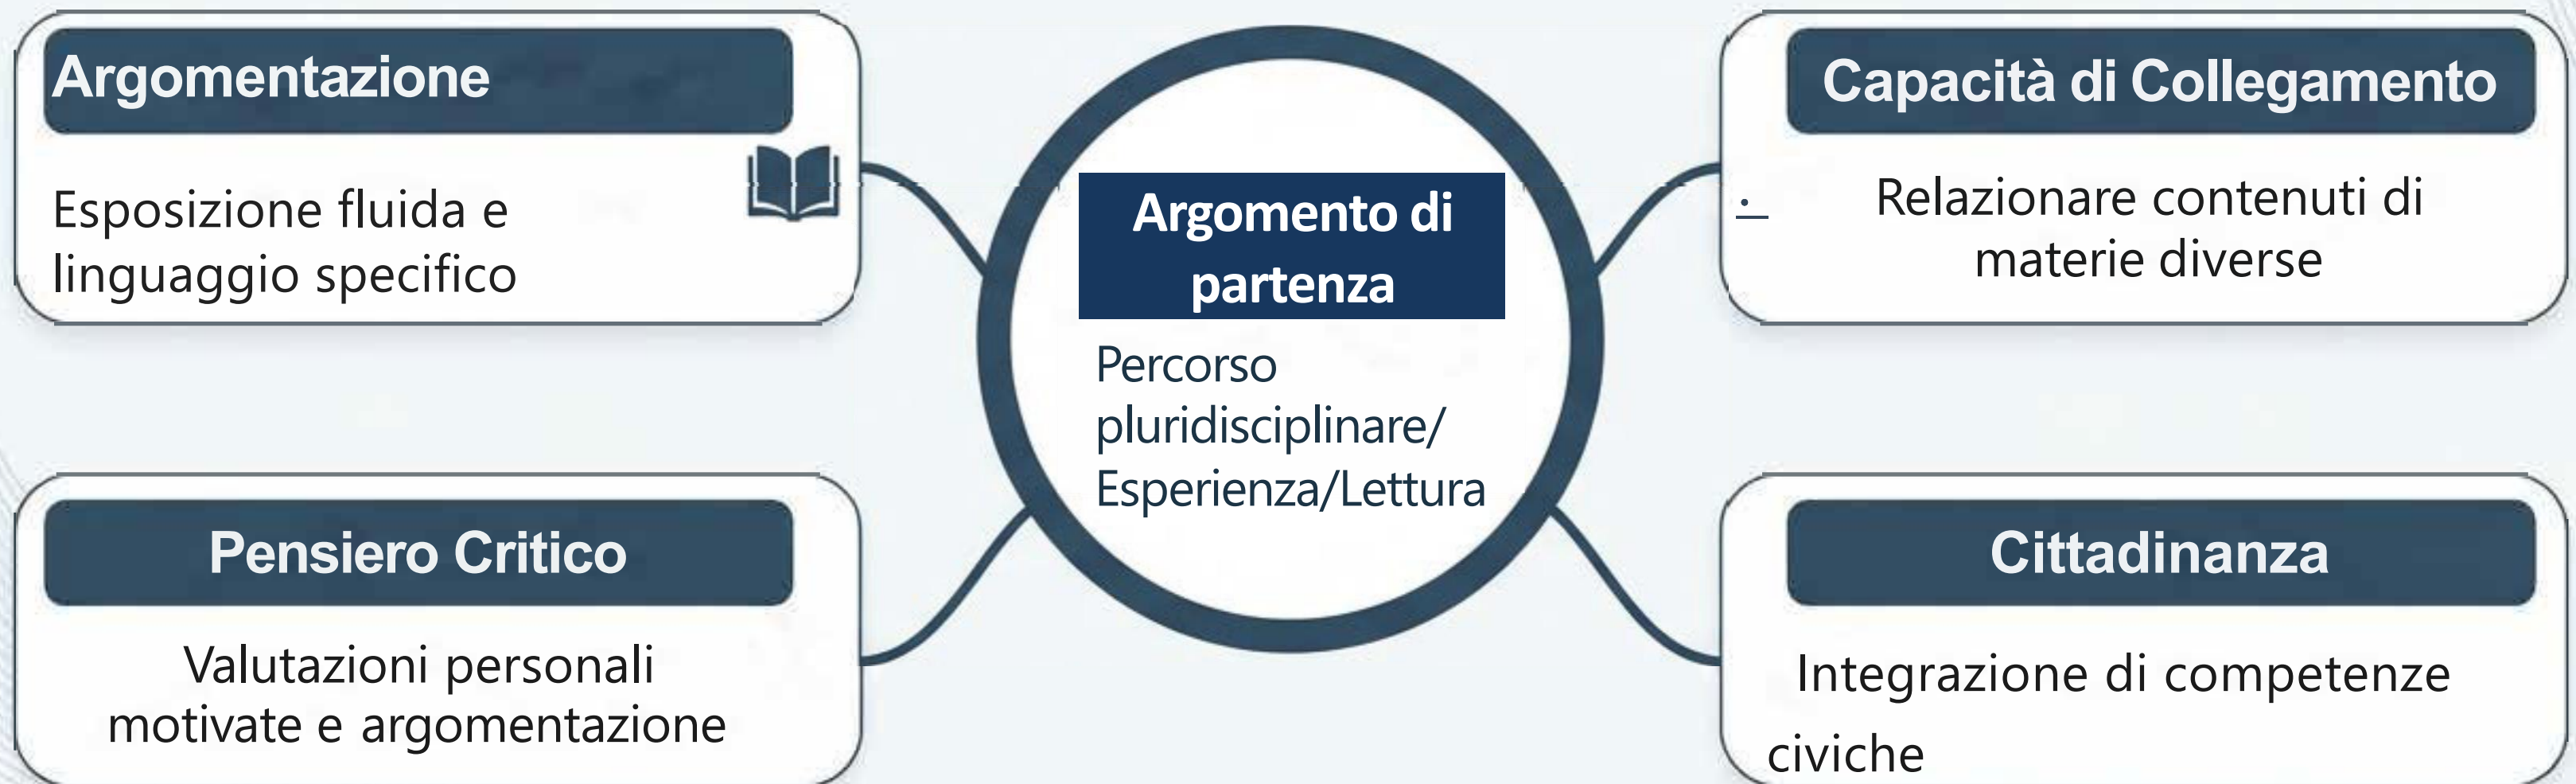 Argomentazione
Esposizione fluida e
linguaggio specifico
Argomento di
partenza
Percorso
pluridisciplinare/
Esperienza/Lettura
Capacità di Collegamento
Relazionare contenuti di
materie diverse
Pensiero Critico
Valutazioni personali
motivate e argomentazione
Cittadinanza
Integrazione di competenze
civiche